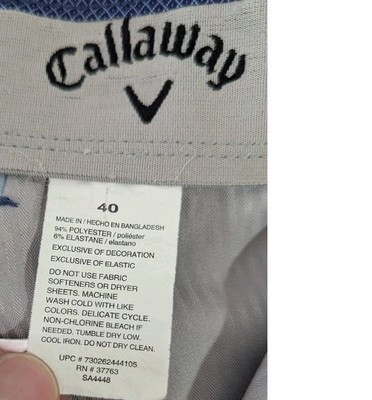 Callaway
40
MADE IN / HECHO EN BANGLADESH
94% POLYESTER / poliéster
6% ELASTANE / elastano
EXCLUSIVE OF DECORATION
EXCLUSIVE OF ELASTIC
DO NOT USE FABRIC
SOFTENERS OR DRYER
SHEETS. MACHINE
WASH COLD WITH LIKE
COLORS. DELICATE CYCLE.
NON-CHLORINE BLEACH IF
NEEDED. TUMBLE DRY LOW.
COOL IRON. DO NOT DRY CLEAN.
UPC # 730262444105
RN # 37763
SA4448